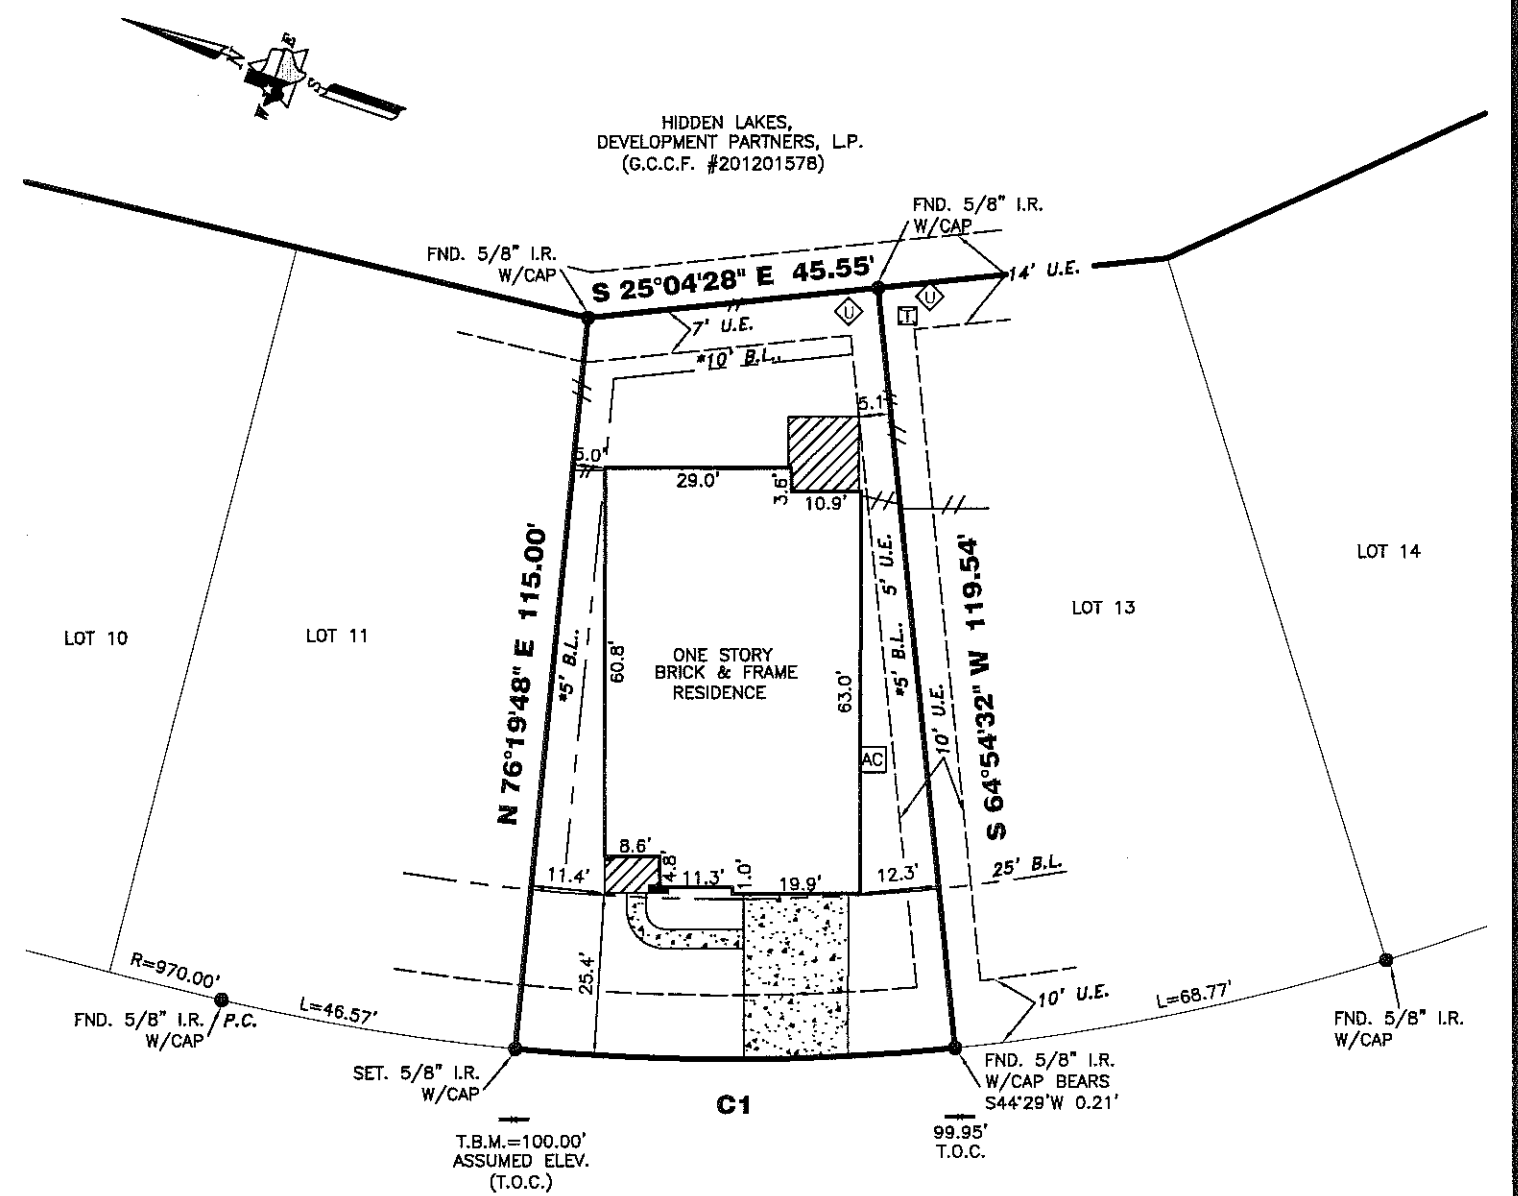 N
E
S
W
HIDDEN LAKES,
DEVELOPMENT PARTNERS, L.P.
(G.C.C.F. #201201578)
FND. 5/8" I.R.
W/CAP
FND. 5/8" I.R.
W/CAP
S 25°04'28" E 45.55'
14' U.E.
U
U
T
7' U.E.
*10' B.L.
5.1'
5.0'
29.0'
3.6'
10.9'
N 76°19'48" E 115.00'
S 64°54'32" W 119.54'
5' U.E.
*5' B.L.
*5' B.L.
10' U.E.
LOT 10
LOT 11
LOT 13
LOT 14
60.8'
ONE STORY
BRICK & FRAME
RESIDENCE
63.0'
AC
8.6'
4.8'
11.4'
11.3'
1.0'
19.9'
12.3'
25' B.L.
25.4'
R=970.00'
L=46.57'
10' U.E.
L=68.77'
FND. 5/8" I.R.
W/CAP
P.C.
SET. 5/8" I.R.
W/CAP
FND. 5/8" I.R.
W/CAP BEARS
S44°29'W 0.21'
FND. 5/8" I.R.
W/CAP
C1
T.B.M.=100.00'
ASSUMED ELEV.
(T.O.C.)
99.95'
T.O.C.